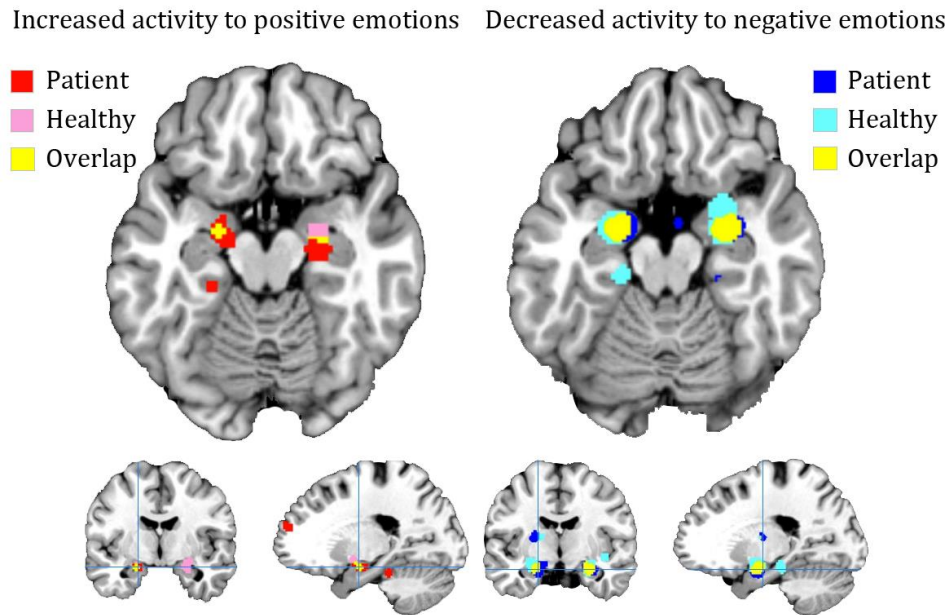 Increased activity to positive emotions
Decreased activity to negative emotions
Patient
Healthy
Overlap
Patient
Healthy
Overlap